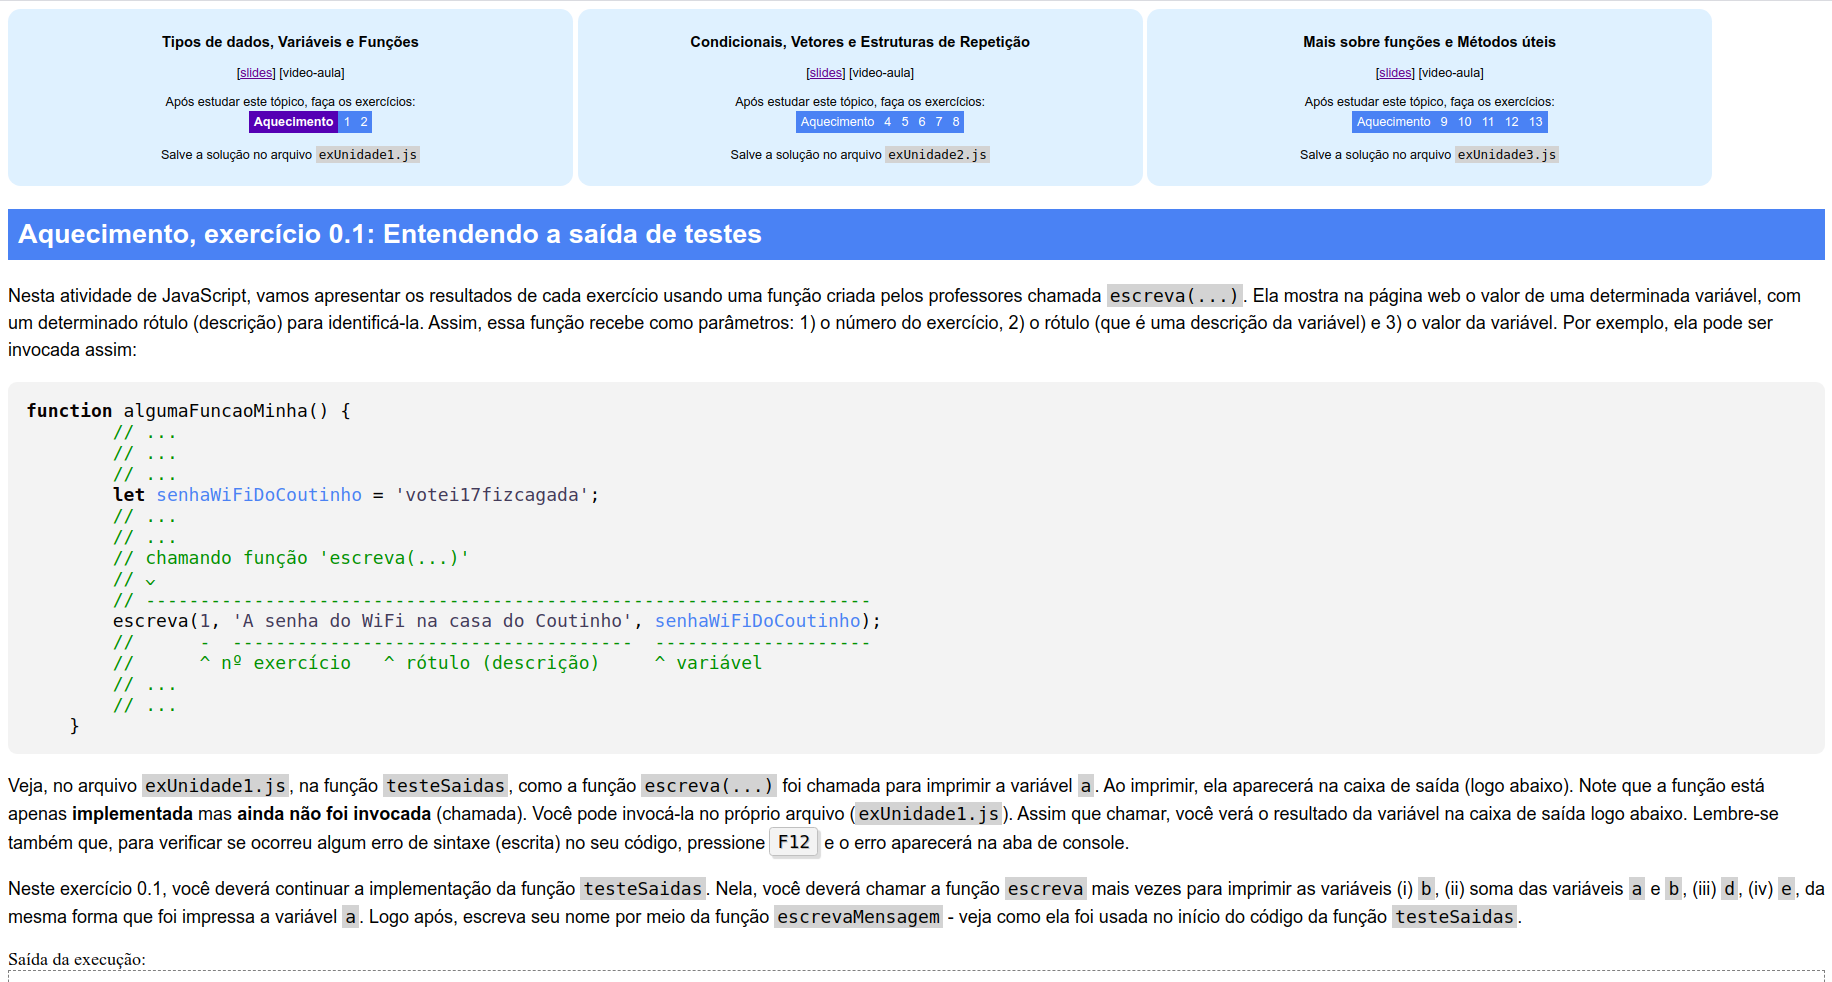 Tipos de dados, Variáveis e Funções
[slides] [video-aula]
Após estudar este tópico, faça os exercícios:
Aquecimento 1 2
Salve a solução no arquivo exUnidade1.js
Condicionais, Vetores e Estruturas de Repetição
[slides] [video-aula]
Após estudar este tópico, faça os exercícios:
Aquecimento 4 5 6 7 8
Salve a solução no arquivo exUnidade2.js
Mais sobre funções e Métodos úteis
[slides] [video-aula]
Após estudar este tópico, faça os exercícios:
Aquecimento 9 10 11 12 13
Salve a solução no arquivo exUnidade3.js
Aquecimento, exercício 0.1: Entendendo a saída de testes
Nesta atividade de JavaScript, vamos apresentar os resultados de cada exercício usando uma função criada pelos professores chamada escreva(...). Ela mostra na página web o valor de uma determinada variável, com
um determinado rótulo (descrição) para identificá-la. Assim, essa função recebe como parâmetros: 1) o número do exercício, 2) o rótulo (que é uma descrição da variável) e 3) o valor da variável. Por exemplo, ela pode ser
invocada assim:
function algumaFuncaoMinha() {
// ...
// ...
// ...
let senhaWiFiDoCoutinho = 'votei17fizcagada';
// ...
// ...
// chamando função 'escreva(...)'
// ⌄
// -------------------------------------------------------------------
escreva(1, 'A senha do WiFi na casa do Coutinho', senhaWiFiDoCoutinho);
//      -  -------------------------------------  --------------------
//      ^ nº exercício   ^ rótulo (descrição)     ^ variável
// ...
// ...
}
Veja, no arquivo exUnidade1.js, na função testeSaidas, como a função escreva(...) foi chamada para imprimir a variável a. Ao imprimir, ela aparecerá na caixa de saída (logo abaixo). Note que a função está
apenas implementada mas ainda não foi invocada (chamada). Você pode invocá-la no próprio arquivo (exUnidade1.js). Assim que chamar, você verá o resultado da variável na caixa de saída logo abaixo. Lembre-se
também que, para verificar se ocorreu algum erro de sintaxe (escrita) no seu código, pressione F12 e o erro aparecerá na aba de console.
Neste exercício 0.1, você deverá continuar a implementação da função testeSaidas. Nela, você deverá chamar a função escreva mais vezes para imprimir as variáveis (i) b, (ii) soma das variáveis a e b, (iii) d, (iv) e, da
mesma forma que foi impressa a variável a. Logo após, escreva seu nome por meio da função escrevaMensagem - veja como ela foi usada no início do código da função testeSaidas.
Saída da execução: